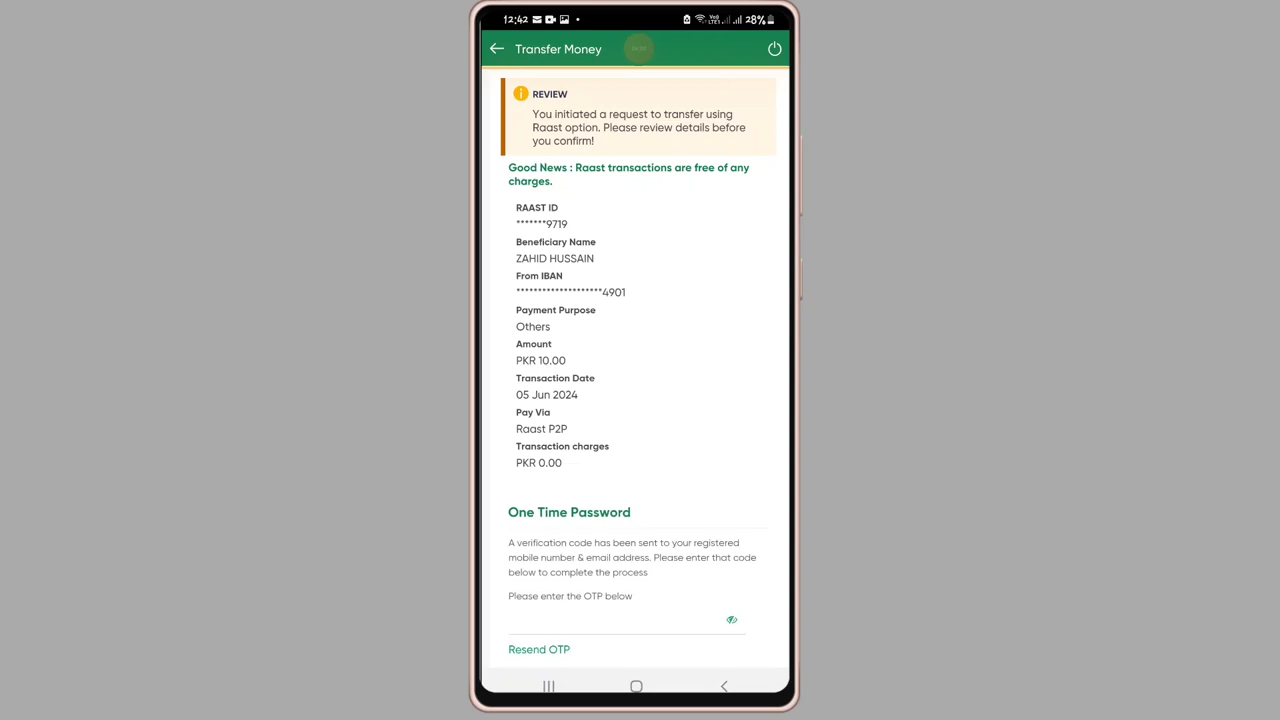 12:42
28%
Transfer Money
REVIEW
You initiated a request to transfer using
Raast option. Please review details before
you confirm!
Good News : Raast transactions are free of any
charges.
RAAST ID
*******9719
Beneficiary Name
ZAHID HUSSAIN
From IBAN
********************4901
Payment Purpose
Others
Amount
PKR 10.00
Transaction Date
05 Jun 2024
Pay Via
Raast P2P
Transaction charges
PKR 0.00
One Time Password
A verification code has been sent to your registered
mobile number & email address. Please enter that code
below to complete the process
Please enter the OTP below
Resend OTP